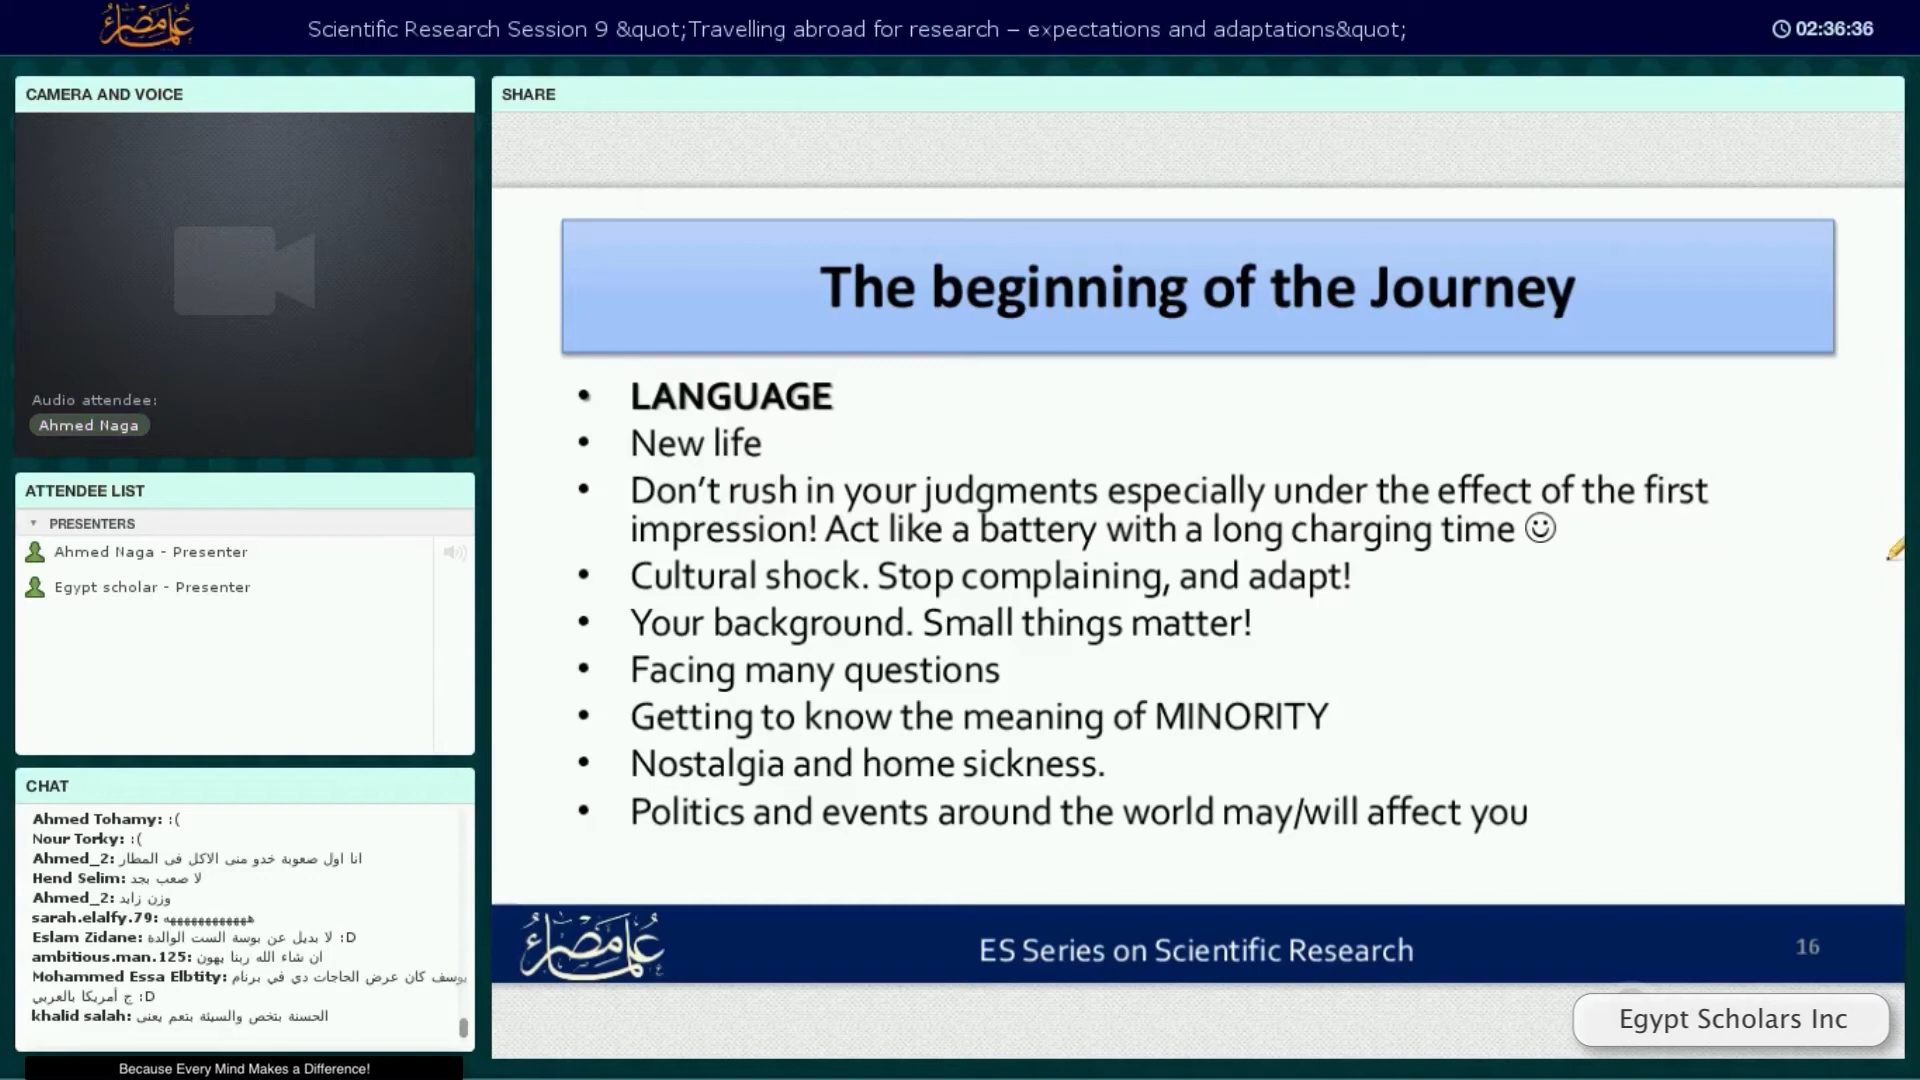 علماء مصر
Scientific Research Session 9 &quot;Travelling abroad for research – expectations and adaptations&quot;
02:36:36
CAMERA AND VOICE
Audio attendee:
Ahmed Naga
ATTENDEE LIST
PRESENTERS
Ahmed Naga - Presenter
Egypt scholar - Presenter
CHAT
Ahmed Tohamy: :(
Nour Torky: :(
Ahmed_2: انا اول صعوبة خدو منى الاكل فى المطار
Hend Selim: لا صعب بجد
Ahmed_2: وزن زايد
sarah.elalfy.79: هههههههههههههه
Eslam Zidane: لا بديل عن بوسة الست الوالدة :D
ambitious.man.125: ان شاء الله ربنا يهون
Mohammed Essa Elbtity: يوسف كان عرض الحاجات دي في برنام
ج أمريكا بالعربي :D
khalid salah: الحسنة بتخص والسيئة بتعم يعنى
Because Every Mind Makes a Difference!
SHARE
The beginning of the Journey
• LANGUAGE
• New life
• Don’t rush in your judgments especially under the effect of the first
impression! Act like a battery with a long charging time ☺
• Cultural shock. Stop complaining, and adapt!
• Your background. Small things matter!
• Facing many questions
• Getting to know the meaning of MINORITY
• Nostalgia and home sickness.
• Politics and events around the world may/will affect you
علماء مصر
ES Series on Scientific Research
16
Egypt Scholars Inc